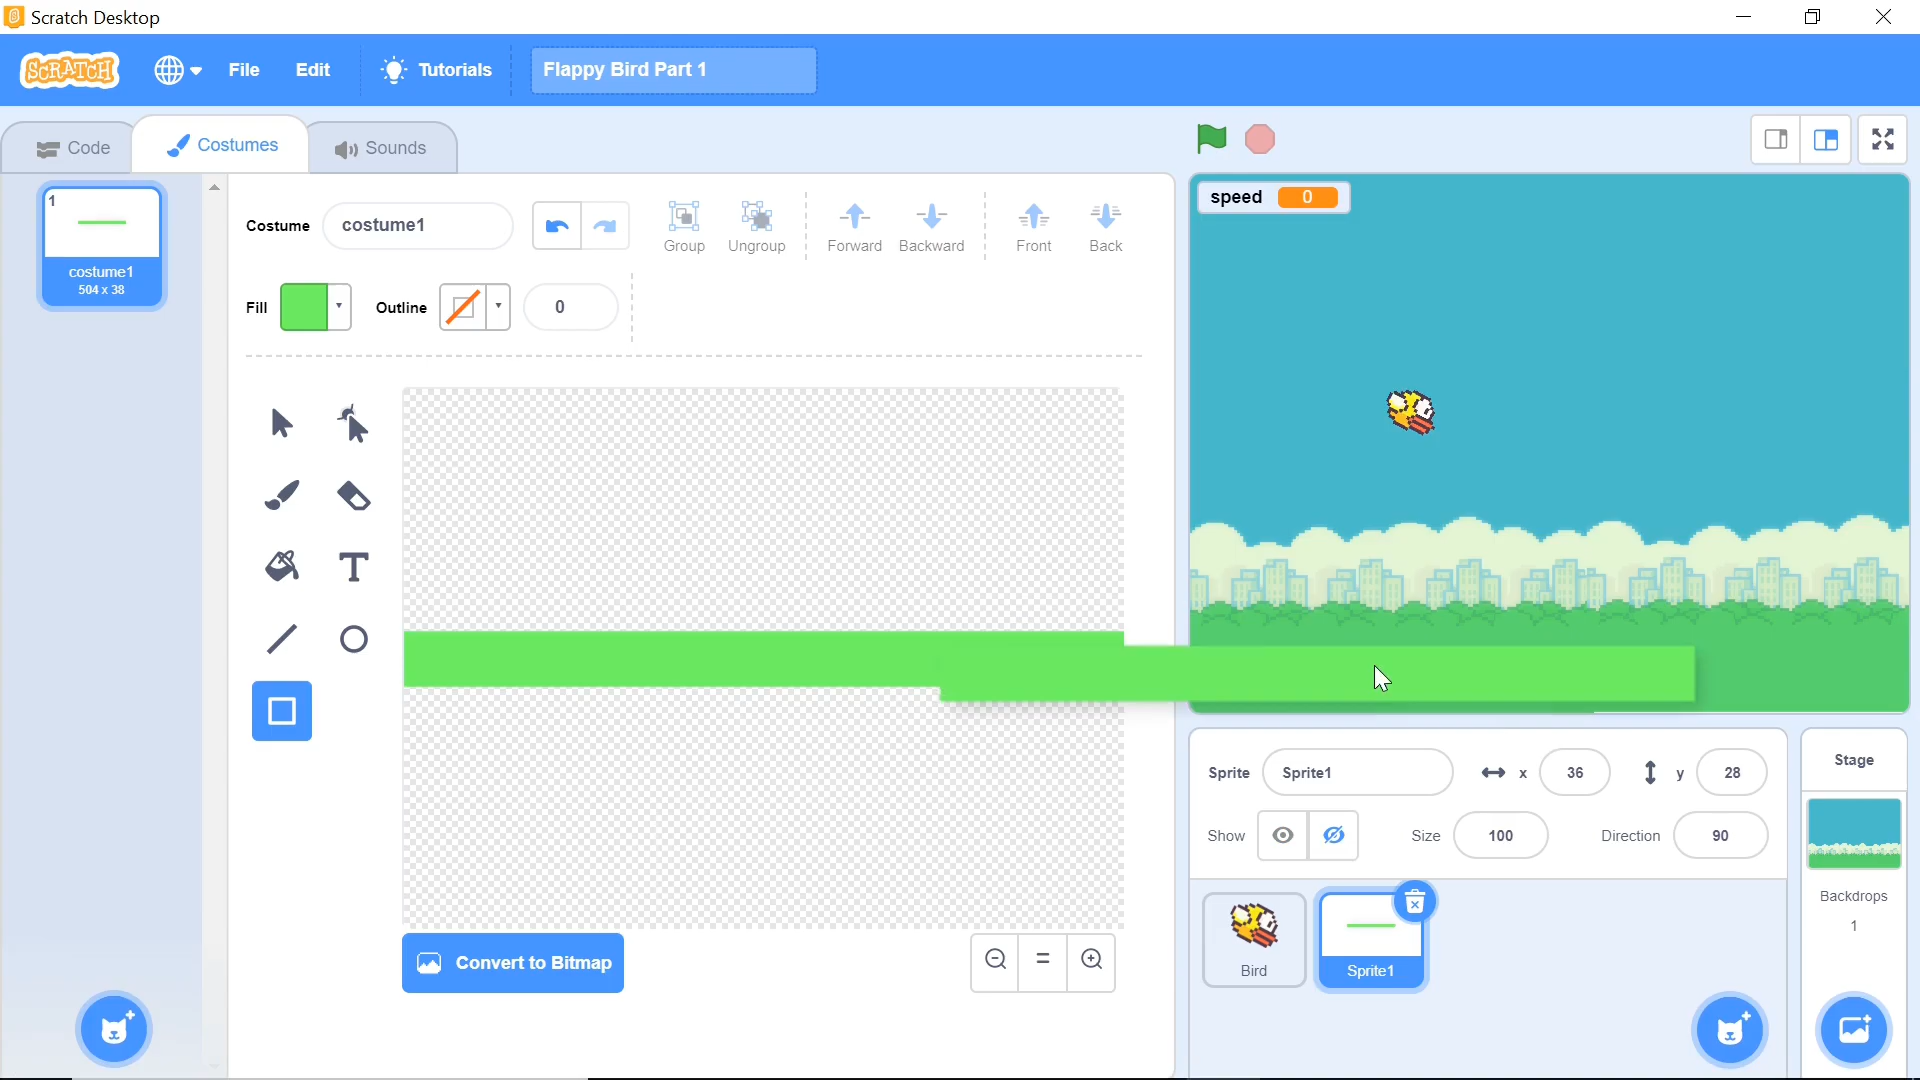 Scratch Desktop
SCRATCH
File
Edit
Tutorials
Flappy Bird Part 1
Code
Costumes
Sounds
1
costume1
504 x 38
Costume
costume1
Group
Ungroup
Forward
Backward
Front
Back
Fill
Outline
0
speed 0
Convert to Bitmap
=
Sprite
Sprite1
x
36
y
28
Show
Size
100
Direction
90
Bird
Sprite1
Stage
Backdrops
1